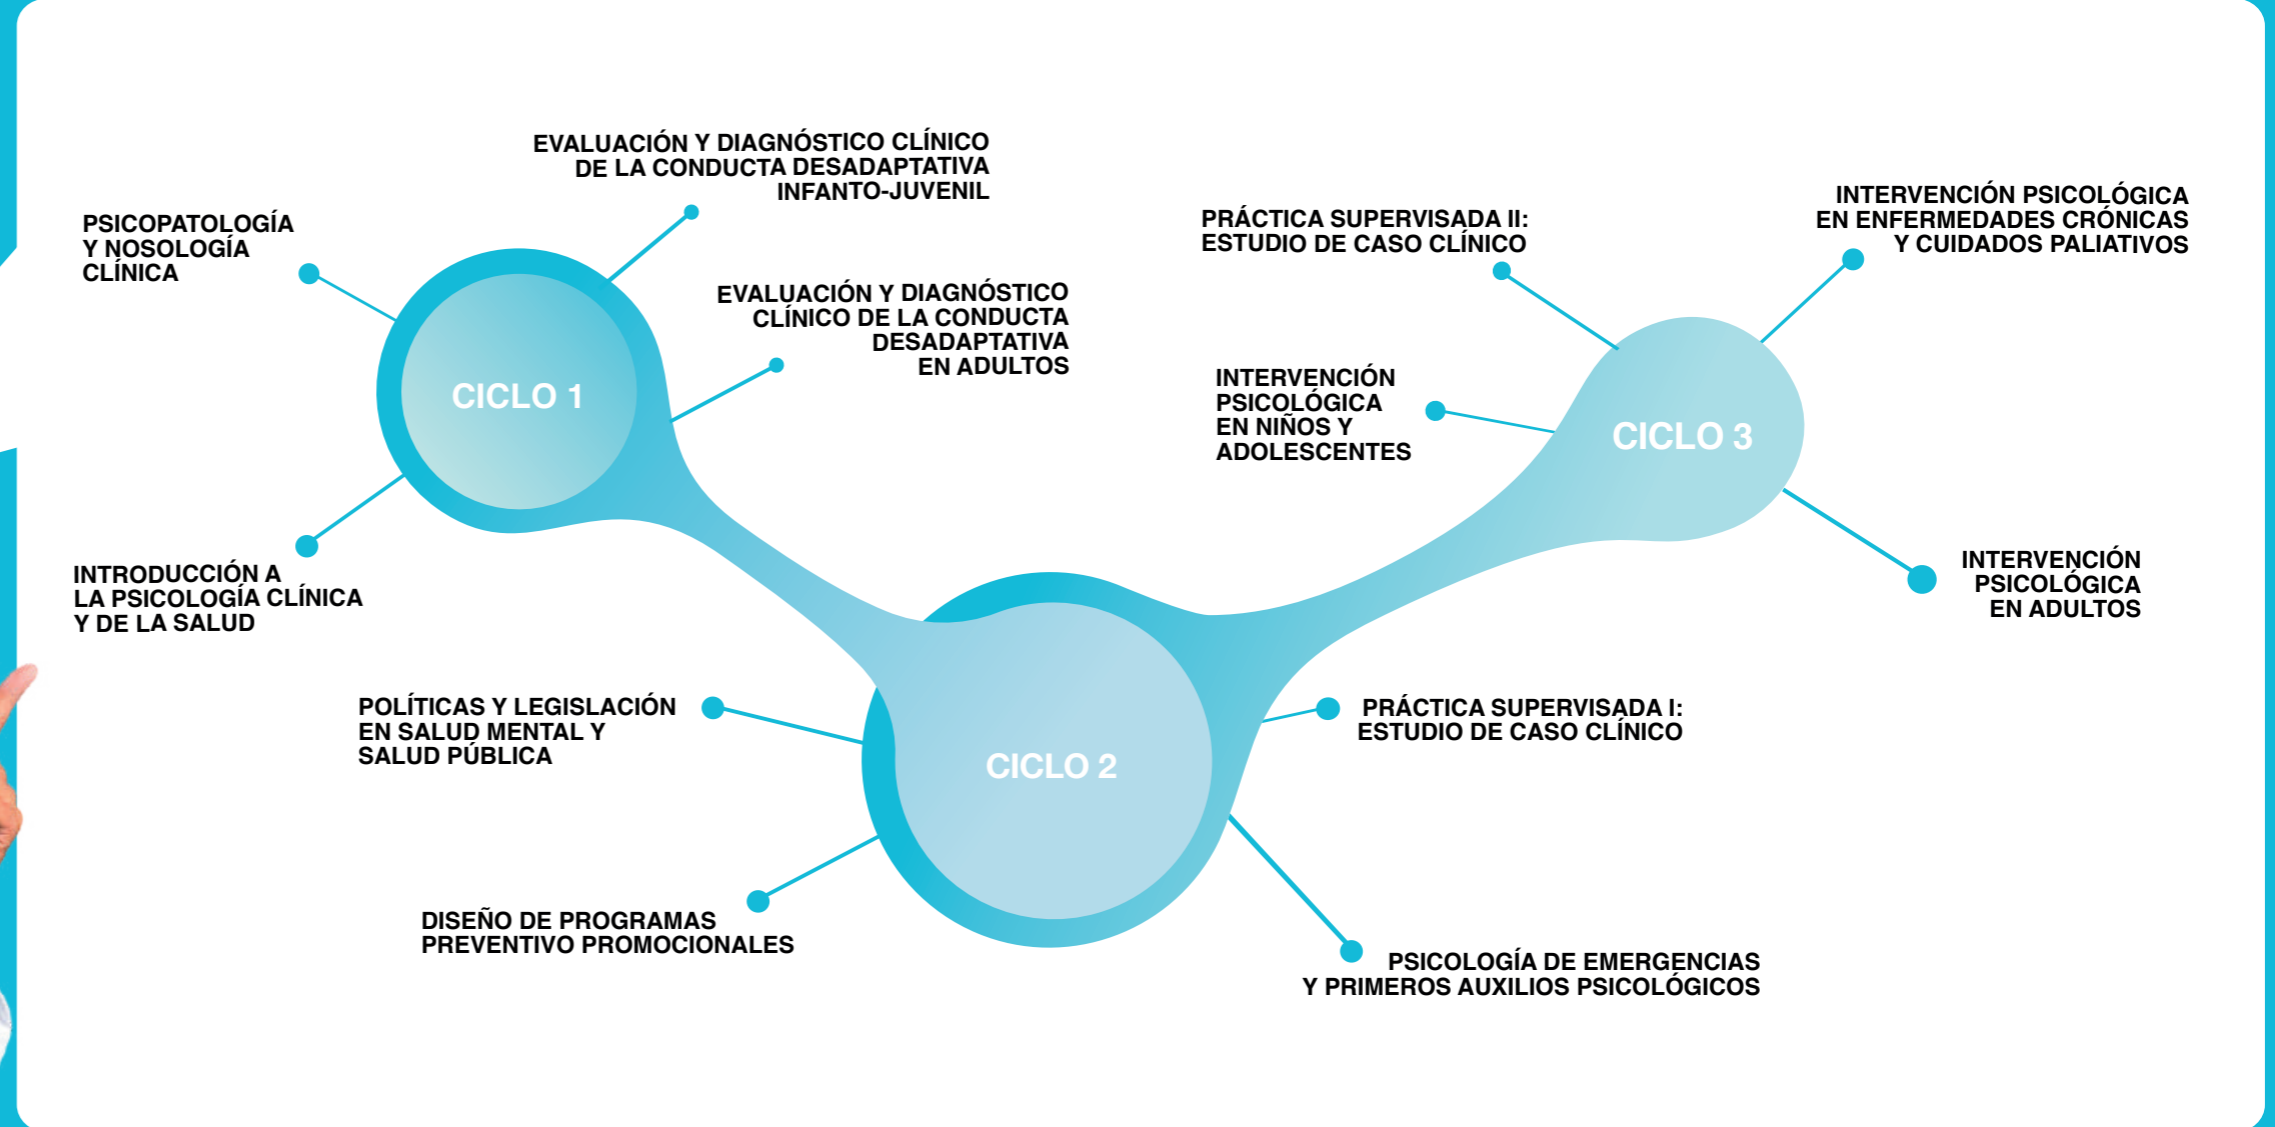 PSICOPATOLOGÍA
Y NOSOLOGÍA
CLÍNICA
EVALUACIÓN Y DIAGNÓSTICO CLÍNICO
DE LA CONDUCTA DESADAPTATIVA
INFANTO-JUVENIL
EVALUACIÓN Y DIAGNÓSTICO
CLÍNICO DE LA CONDUCTA
DESADAPTATIVA
EN ADULTOS
CICLO 1
INTRODUCCIÓN A
LA PSICOLOGÍA CLÍNICA
Y DE LA SALUD
POLÍTICAS Y LEGISLACIÓN
EN SALUD MENTAL Y
SALUD PÚBLICA
CICLO 2
DISEÑO DE PROGRAMAS
PREVENTIVO PROMOCIONALES
PRÁCTICA SUPERVISADA I:
ESTUDIO DE CASO CLÍNICO
PSICOLOGÍA DE EMERGENCIAS
Y PRIMEROS AUXILIOS PSICOLÓGICOS
PRÁCTICA SUPERVISADA II:
ESTUDIO DE CASO CLÍNICO
INTERVENCIÓN PSICOLÓGICA
EN ENFERMEDADES CRÓNICAS
Y CUIDADOS PALIATIVOS
INTERVENCIÓN
PSICOLÓGICA
EN NIÑOS Y
ADOLESCENTES
CICLO 3
INTERVENCIÓN
PSICOLÓGICA
EN ADULTOS